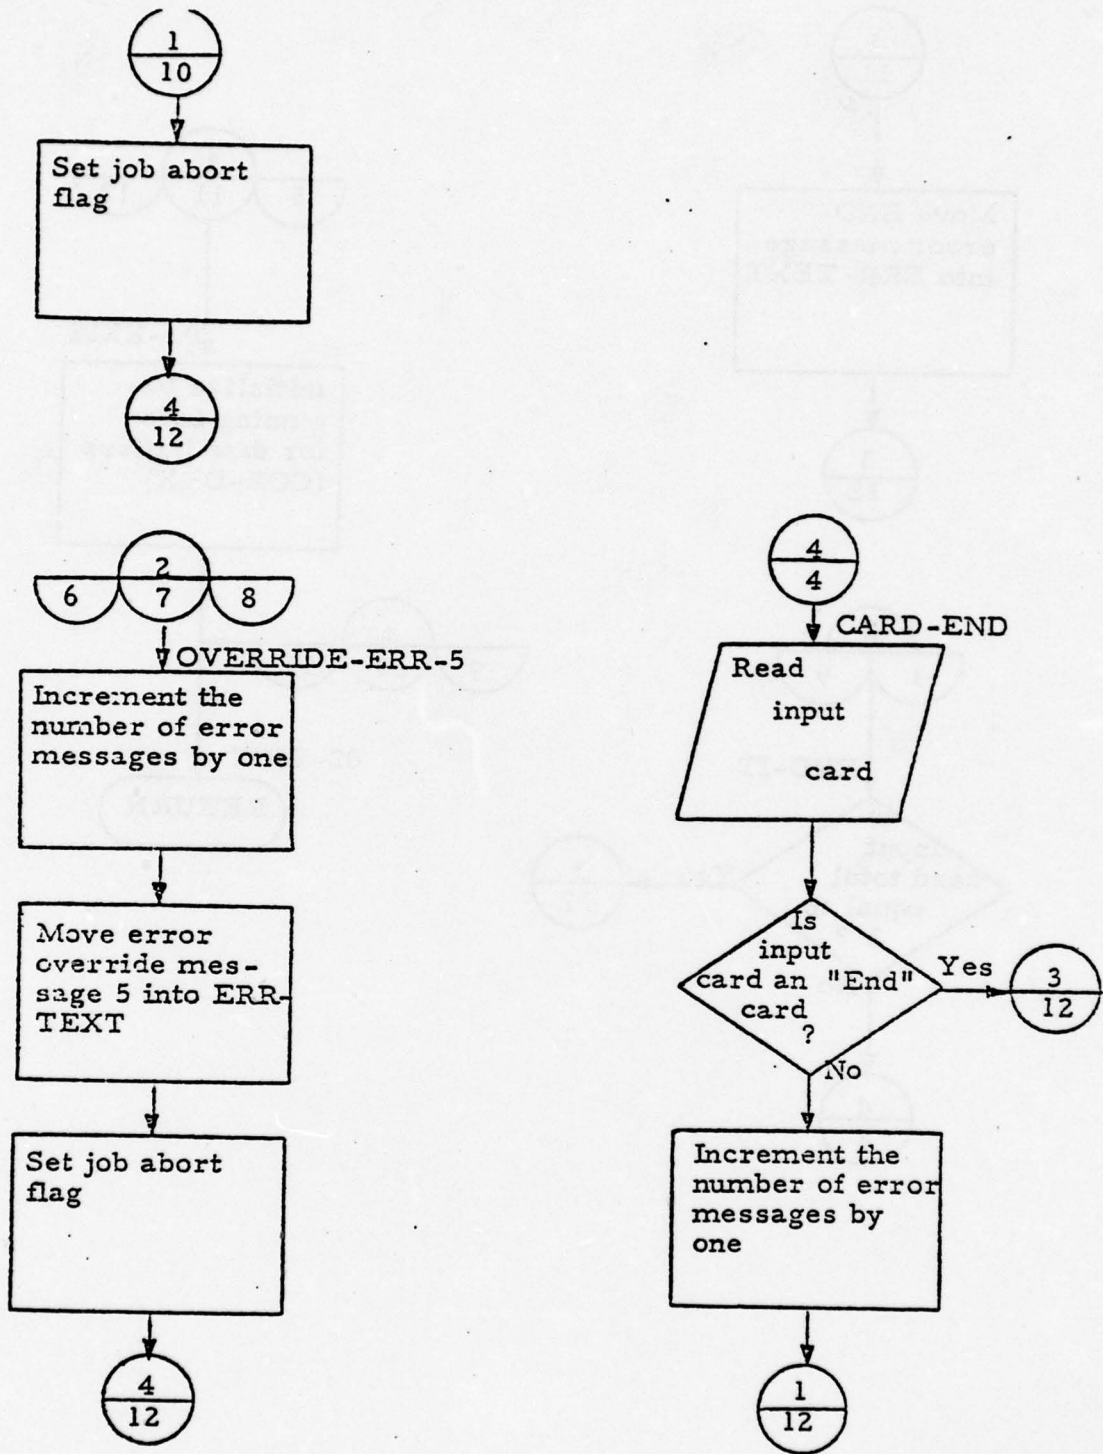 1
10
Set job abort
flag
4
12
2
6 7 8
OVERRIDE-ERR-5
Increment the
number of error
messages by one
Move error
override mes-
sage 5 into ERR-
TEXT
Set job abort
flag
4
12
4
4
CARD-END
Read
input
card
Is
input
card an "End"
card
?
Yes
3
12
No
Increment the
number of error
messages by
one
1
12